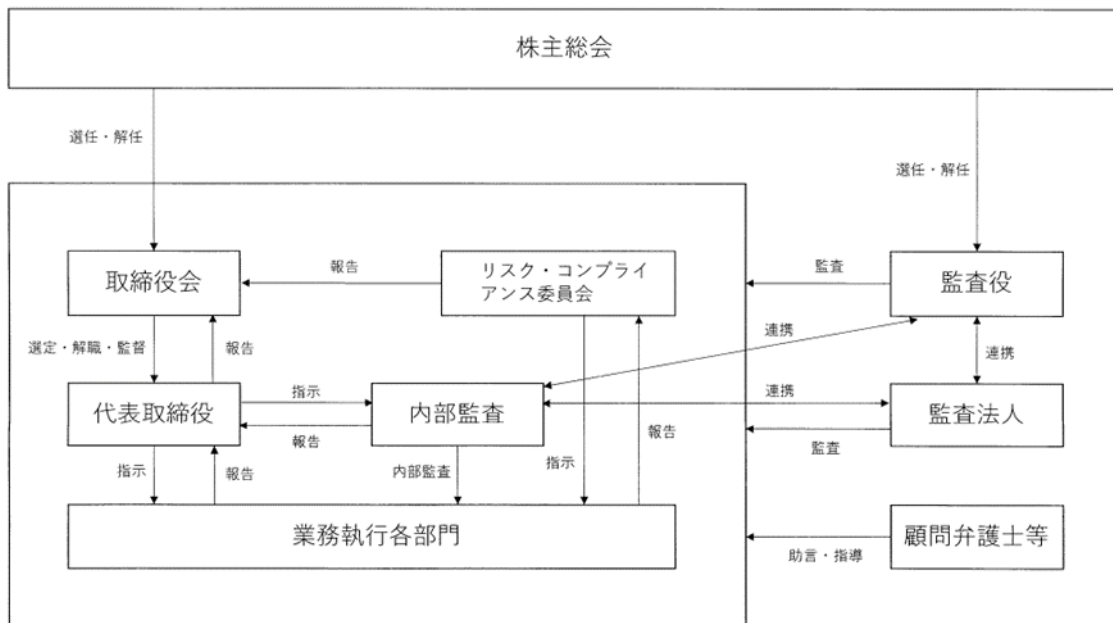 株主総会
選任・解任
選任・解任
取締役会
報告
リスク・コンプライ
アンス委員会
監査
監査役
選定・解職・監督
報告
連携
連携
代表取締役
指示
報告
内部監査
連携
監査法人
監査
指示
報告
内部監査
指示
報告
業務執行各部門
助言・指導
顧問弁護士等